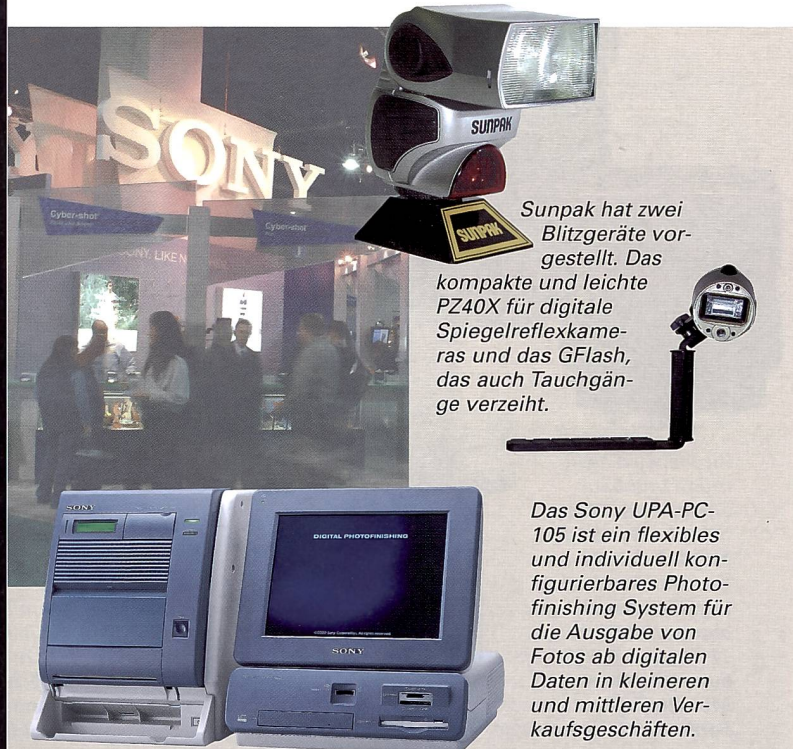 SONY
Cyber-shot
Cyber-shot
SONY. LIKE N
SUNPAK
SUNPAK
Sunpak hat zwei
Blitzgeräte vor-
gestellt. Das
kompakte und leichte
PZ40X für digitale
Spiegelreflexkame-
ras und das GFlash,
das auch Tauchgän-
ge verzeiht.
SONY
DIGITAL PHOTOFINISHING
SONY
Das Sony UPA-PC-
105 ist ein flexibles
und individuell kon-
figurierbares Photo-
finishing System für
die Ausgabe von
Fotos ab digitalen
Daten in kleineren
und mittleren Ver-
kaufsgeschäften.